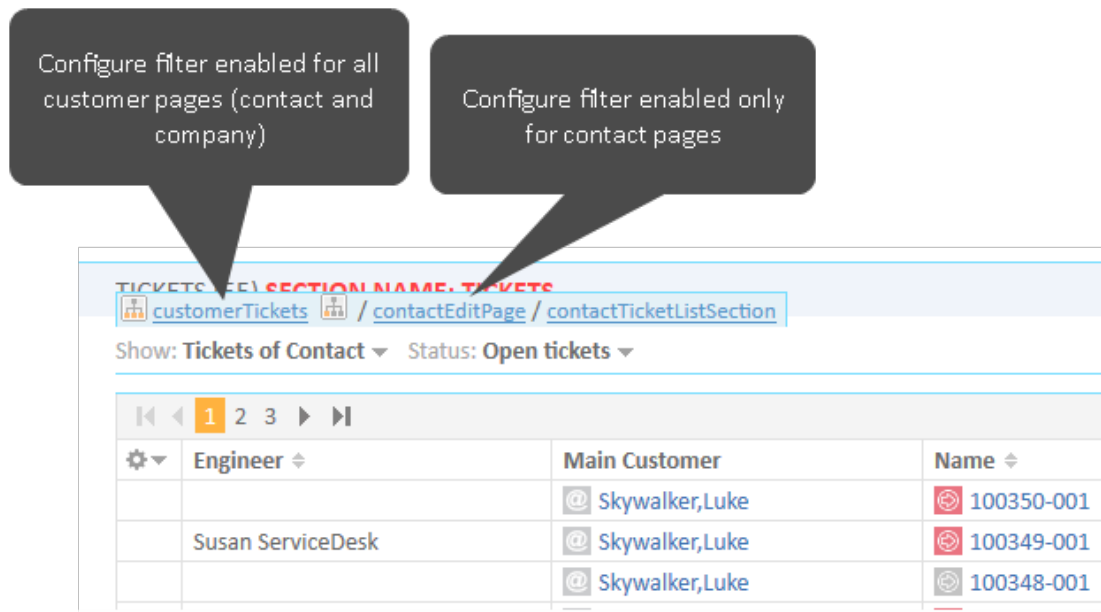 Configure filter enabled for all
customer pages (contact and
company)
Configure filter enabled only
for contact pages
TICKETS SECTION NAME: TICKETS
customerTickets / contactEditPage / contactTicketListSection
Show: Tickets of Contact Status: Open tickets
1 2 3
Engineer Main Customer Name
@ Skywalker,Luke 100350-001
Susan ServiceDesk @ Skywalker,Luke 100349-001
@ Skywalker,Luke 100348-001